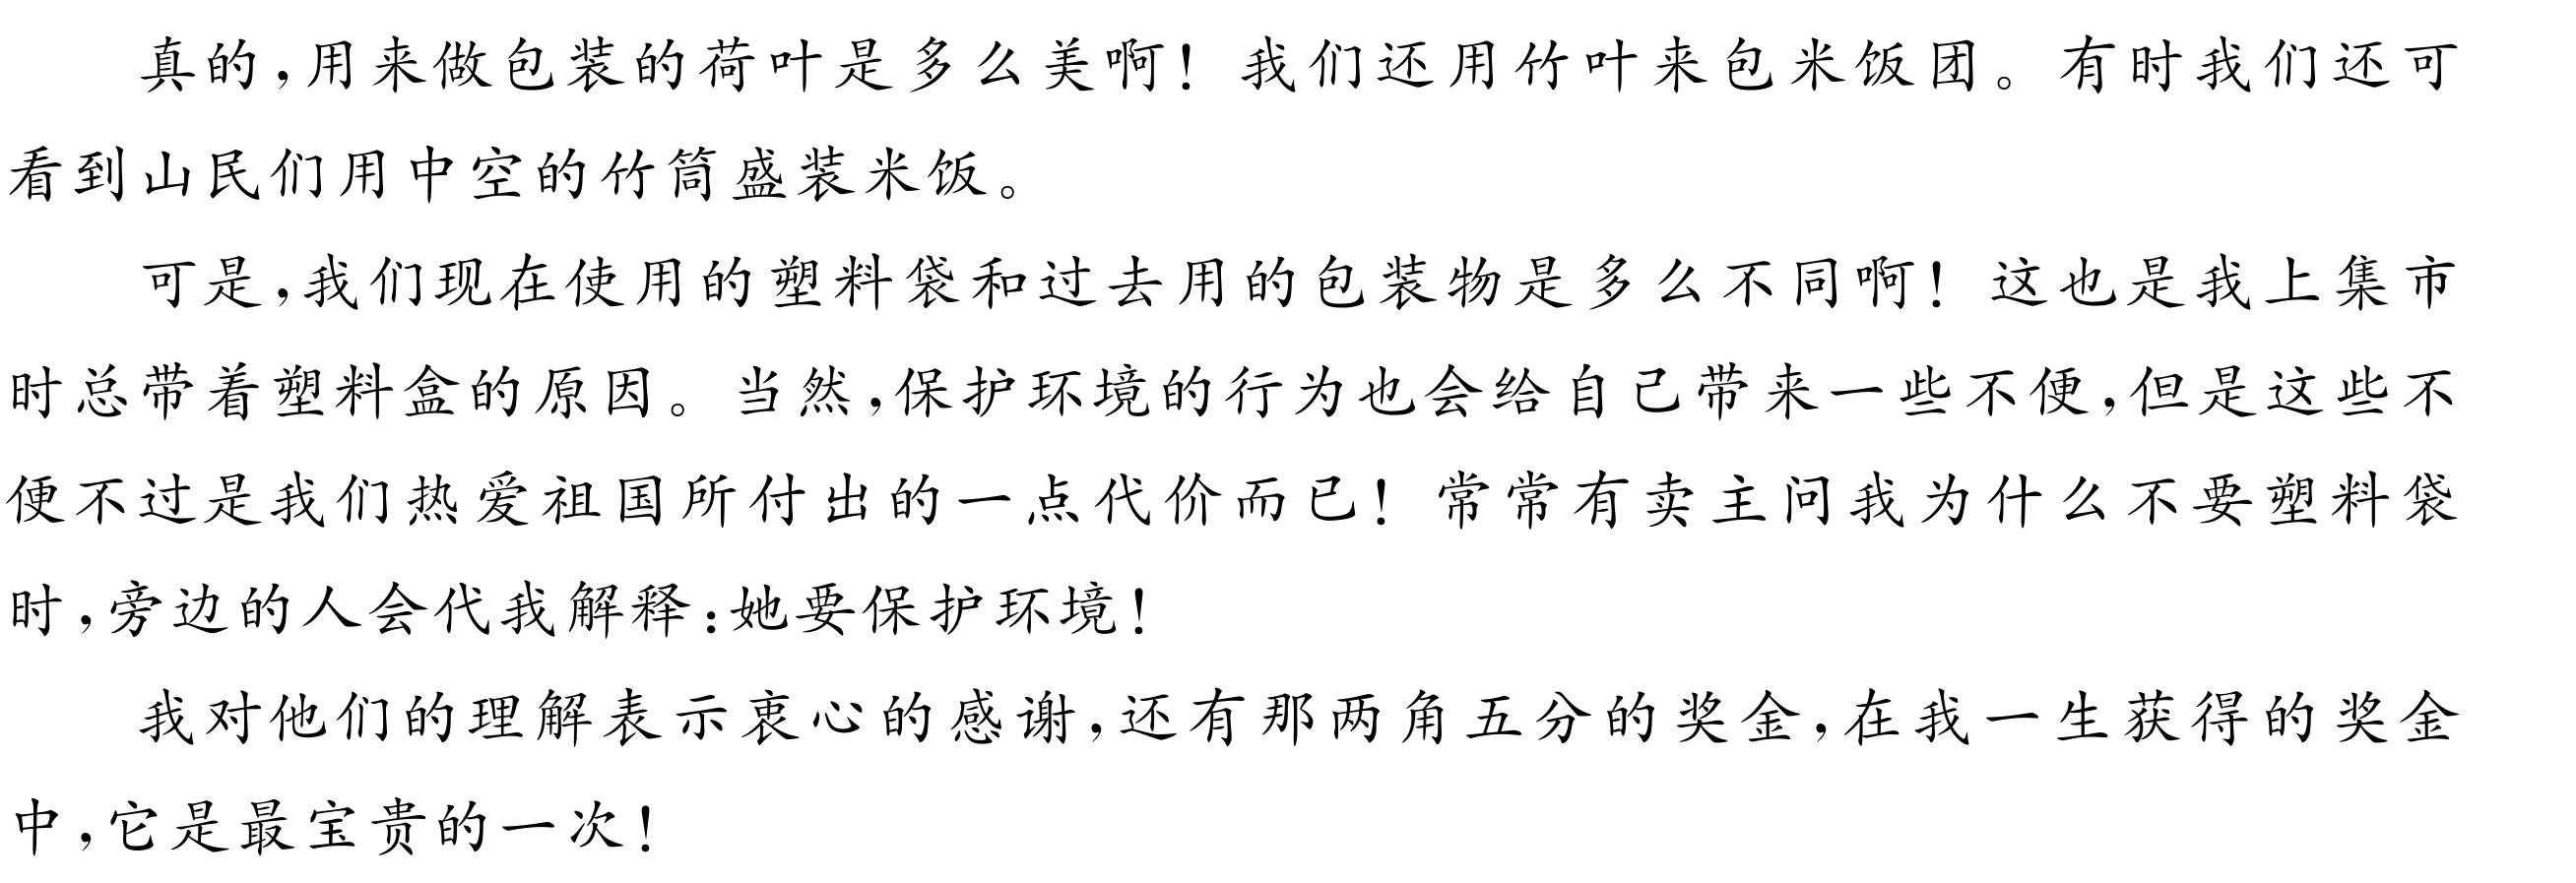 真的,用来做包装的荷叶是多么美啊！我们还用竹叶来包米饭团。有时我们还可
看到山民们用中空的竹筒盛装米饭。
可是,我们现在使用的塑料袋和过去用的包装物是多么不同啊！这也是我上集市
时总带着塑料盒的原因。当然,保护环境的行为也会给自己带来一些不便,但是这些不
便不过是我们热爱祖国所付出的一点代价而已！常常有卖主问我为什么不要塑料袋
时,旁边的人会代我解释:她要保护环境！
我对他们的理解表示衷心的感谢,还有那两角五分的奖金,在我一生获得的奖金
中,它是最宝贵的一次！